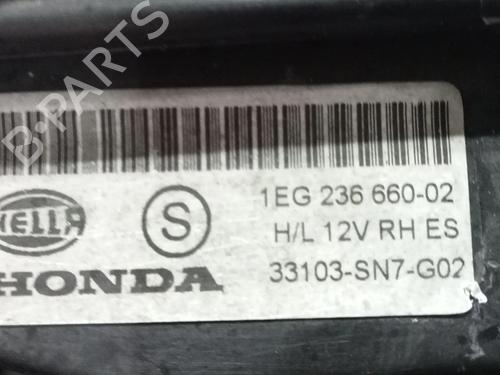 B-PARTS
1EG 236 660-02
HELLA
S
H/L 12V RH ES
HONDA
33103-SN7-G02